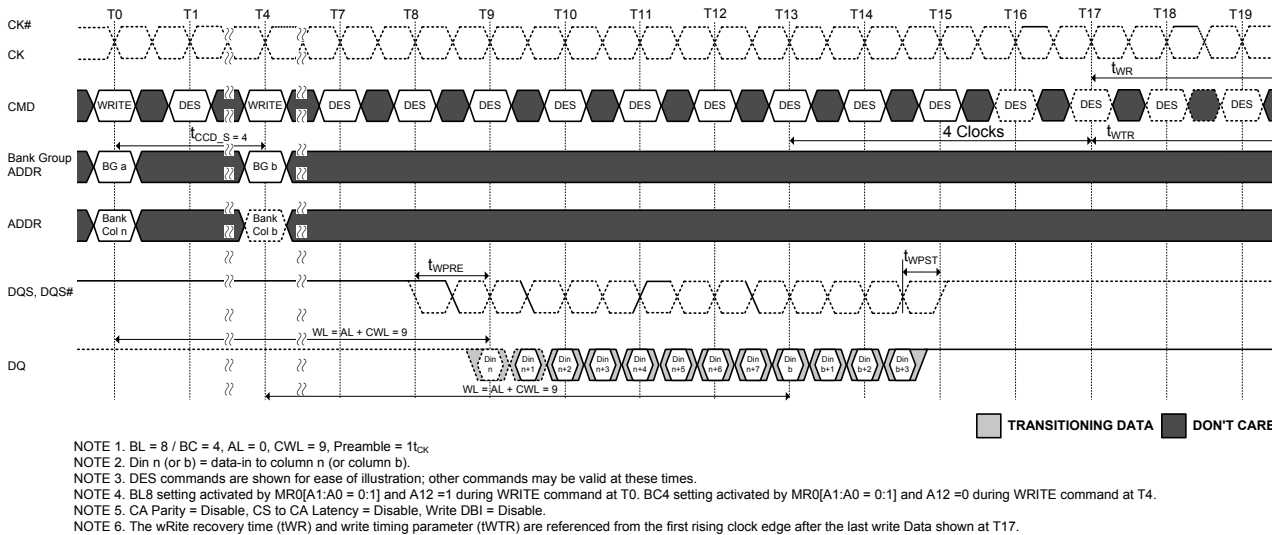 T0 T1 T4 T7 T8 T9 T10 T11 T12 T13 T14 T15 T16 T17 T18 T19
CK#
CK
tWR
CMD WRITE DES WRITE DES DES DES DES DES DES DES DES DES DES DES DES DES
tCCD_S = 4
4 Clocks
tWTR
Bank Group
ADDR
BG a BG b
ADDR
Bank Col n
Bank Col b
tWPRE
tWPST
DQS, DQS#
WL = AL + CWL = 9
DQ
Din n Din n+1 Din n+2 Din n+3 Din n+4 Din n+5 Din n+6 Din n+7 Din b Din b+1 Din b+2 Din b+3
WL = AL + CWL = 9
TRANSITIONING DATA DON'T CARE
NOTE 1. BL = 8 / BC = 4, AL = 0, CWL = 9, Preamble = 1tCK
NOTE 2. Din n (or b) = data-in to column n (or column b).
NOTE 3. DES commands are shown for ease of illustration; other commands may be valid at these times.
NOTE 4. BL8 setting activated by MR0[A1:A0 = 0:1] and A12 =1 during WRITE command at T0. BC4 setting activated by MR0[A1:A0 = 0:1] and A12 =0 during WRITE command at T4.
NOTE 5. CA Parity = Disable, CS to CA Latency = Disable, Write DBI = Disable.
NOTE 6. The wRite recovery time (tWR) and write timing parameter (tWTR) are referenced from the first rising clock edge after the last write Data shown at T17.